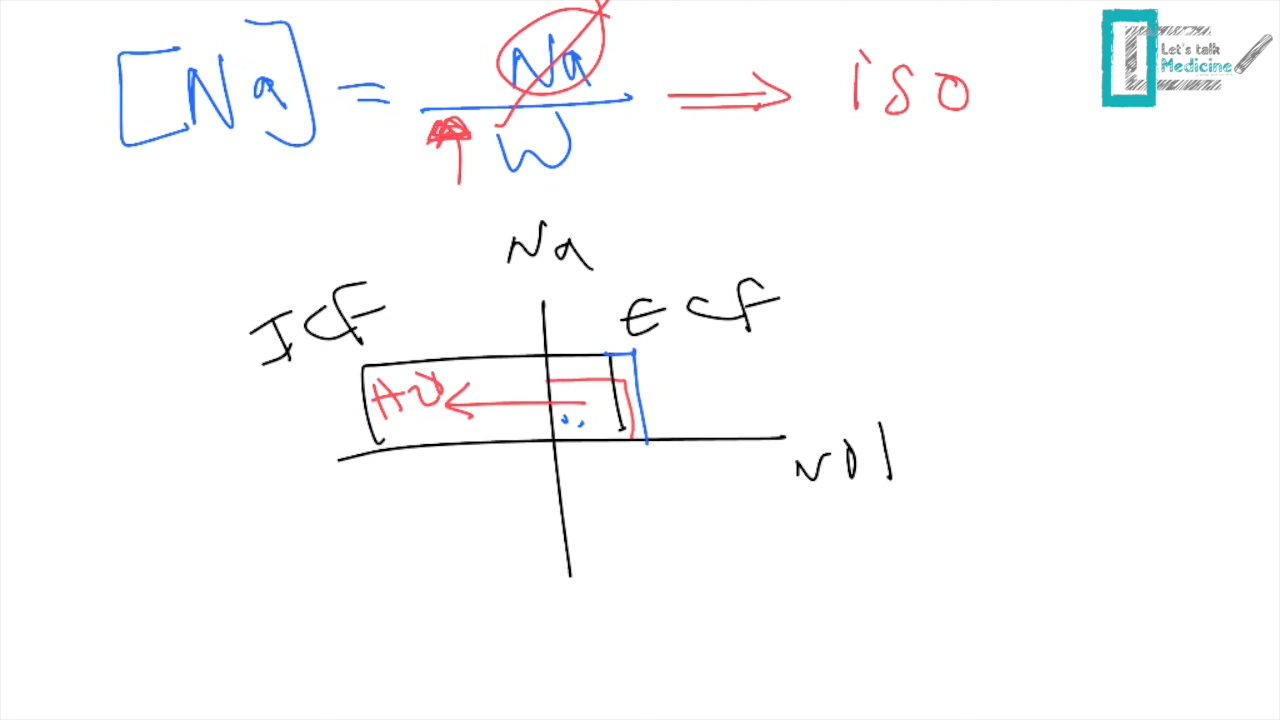 [Na] = Na / W ⟹ iso
Let's talk
Medicine
Na
ICF
ECF
H2O
Vol